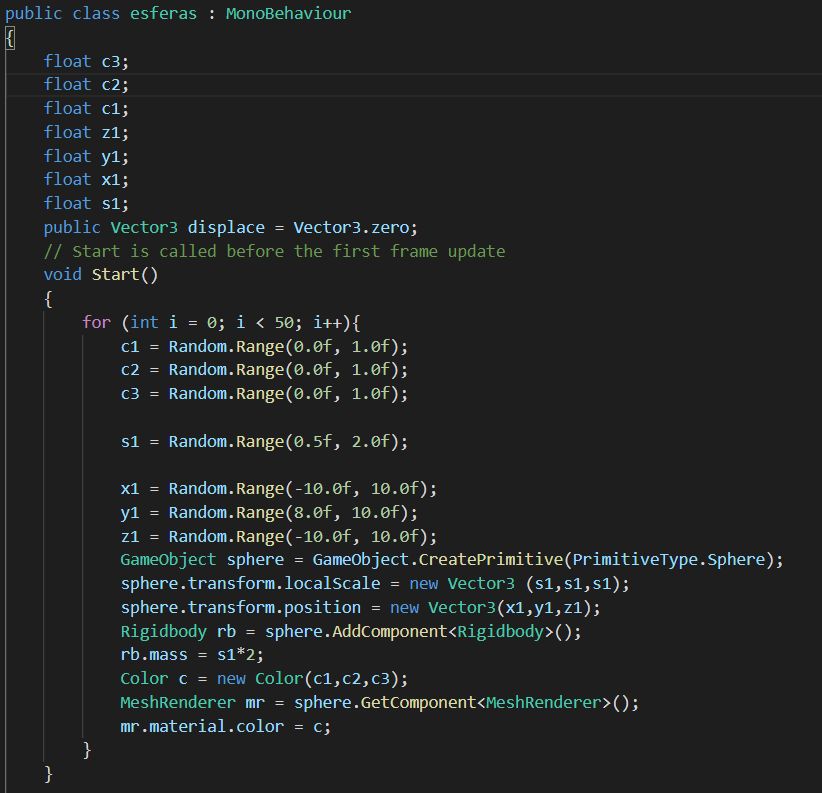 public class esferas : MonoBehaviour
{
    float c3;
    float c2;
    float c1;
    float z1;
    float y1;
    float x1;
    float s1;
    public Vector3 displace = Vector3.zero;
    // Start is called before the first frame update
    void Start()
    {
        for (int i = 0; i < 50; i++){
            c1 = Random.Range(0.0f, 1.0f);
            c2 = Random.Range(0.0f, 1.0f);
            c3 = Random.Range(0.0f, 1.0f);

            s1 = Random.Range(0.5f, 2.0f);

            x1 = Random.Range(-10.0f, 10.0f);
            y1 = Random.Range(8.0f, 10.0f);
            z1 = Random.Range(-10.0f, 10.0f);
            GameObject sphere = GameObject.CreatePrimitive(PrimitiveType.Sphere);
            sphere.transform.localScale = new Vector3 (s1,s1,s1);
            sphere.transform.position = new Vector3(x1,y1,z1);
            Rigidbody rb = sphere.AddComponent<Rigidbody>();
            rb.mass = s1*2;
            Color c = new Color(c1,c2,c3);
            MeshRenderer mr = sphere.GetComponent<MeshRenderer>();
            mr.material.color = c;
        }
    }